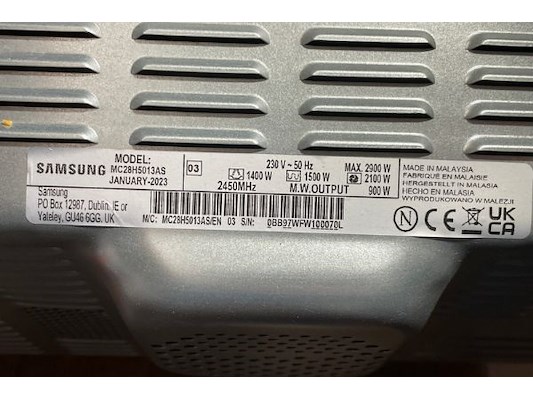 SAMSUNG
MODEL:
MC28H5013AS
JANUARY-2023
03
230 V ~ 50 Hz
MAX. 2900 W
1400 W
1500 W
2100 W
2450MHz
M.W.OUTPUT
900 W
MADE IN MALAYSIA
FABRIQUÉ EN MALAISIE
HERGESTELLT IN MALASIA
HECHO EN MALASIA
WYPRODUKOWANO W MALEZJI
Samsung
PO Box 12987, Dublin. IE or
Yateley, GU46 6GG. UK
M/C: MC28H5013AS/EN 03 S/N: 0BB97WFW100070L
N CE UK
CA